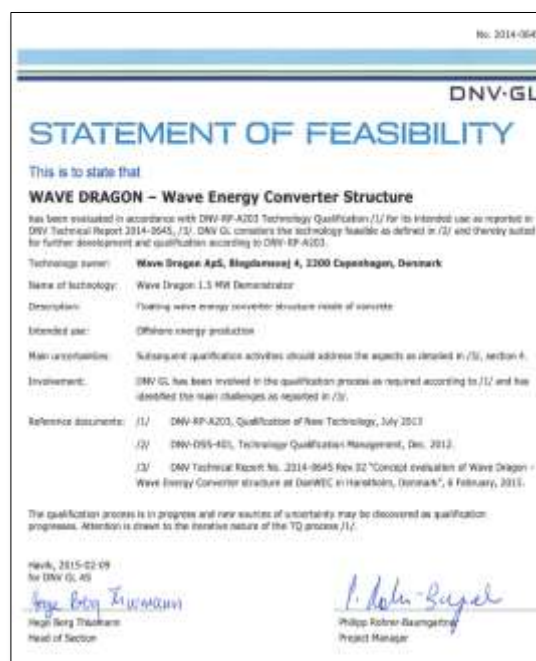 No. 2014-0645
DNV·GL
STATEMENT OF FEASIBILITY
This is to state that
WAVE DRAGON – Wave Energy Converter Structure
has been evaluated in accordance with DNV-RP-A203 Technology Qualification /1/ for its intended use as reported in
DNV Technical Report 2014-0645, /3/. DNV GL considers the technology feasible as defined in /2/ and thereby suited
for further development and qualification according to DNV-RP-A203.
Technology owner: Wave Dragon ApS, Blegdamsvej 4, 2200 Copenhagen, Denmark
Name of technology: Wave Dragon 1.5 MW Demonstrator
Description: Floating wave energy converter structure made of concrete
Intended use: Offshore energy production
Main uncertainties: Subsequent qualification activities should address the aspects as detailed in /3/, section 4.
Involvement: DNV GL has been involved in the qualification process as required according to /1/ and has
identified the main challenges as reported in /3/.
Reference documents: /1/ DNV-RP-A203, Qualification of New Technology, July 2013
/2/ DNV-DSS-401, Technology Qualification Management, Dec. 2012.
/3/ DNV Technical Report No. 2014-0645 Rev 02 "Concept evaluation of Wave Dragon –
Wave Energy Converter structure at DanWEC in Hanstholm, Denmark", 6 February, 2015.
The qualification process is in progress and new sources of uncertainty may be discovered as qualification
progresses. Attention is drawn to the iterative nature of the TQ process /1/.
Høvik, 2015-02-09
for DNV GL AS
Hege Berg Thurmann
Head of Section
Philipp Rohrer-Baumgartner
Project Manager